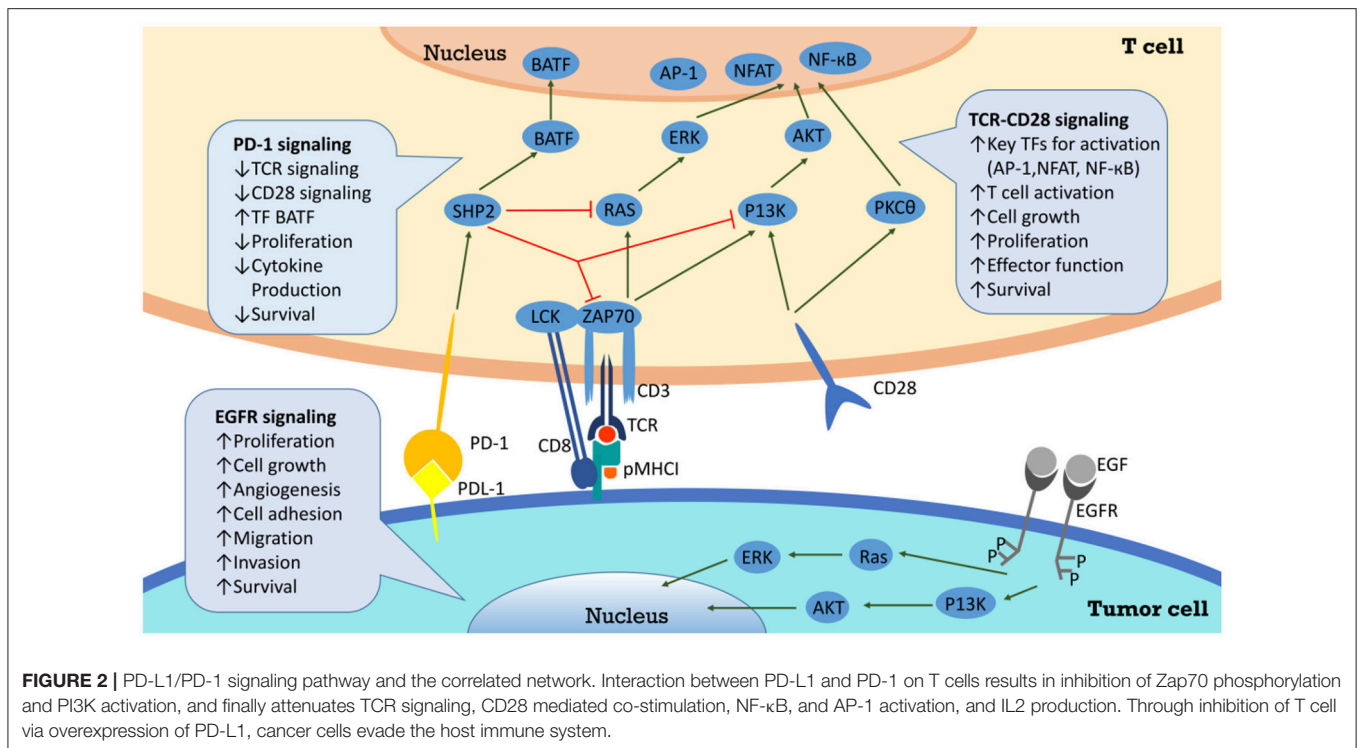 Nucleus
T cell
BATF
AP-1
NFAT
NF-κB
BATF
ERK
AKT
SHP2
RAS
P13K
PKCθ
PD-1 signaling
↓TCR signaling
↓CD28 signaling
↑TF BATF
↓Proliferation
↓Cytokine
Production
↓Survival
TCR-CD28 signaling
↑Key TFs for activation
(AP-1,NFAT, NF-κB)
↑T cell activation
↑Cell growth
↑Proliferation
↑Effector function
↑Survival
LCK
ZAP70
CD3
CD28
TCR
CD8
pMHCI
PD-1
PDL-1
EGFR signaling
↑Proliferation
↑Cell growth
↑Angiogenesis
↑Cell adhesion
↑Migration
↑Invasion
↑Survival
EGF
EGFR
P
P
P
P
ERK
Ras
AKT
P13K
Nucleus
Tumor cell
FIGURE 2 | PD-L1/PD-1 signaling pathway and the correlated network. Interaction between PD-L1 and PD-1 on T cells results in inhibition of Zap70 phosphorylation
and PI3K activation, and finally attenuates TCR signaling, CD28 mediated co-stimulation, NF-κB, and AP-1 activation, and IL2 production. Through inhibition of T cell
via overexpression of PD-L1, cancer cells evade the host immune system.